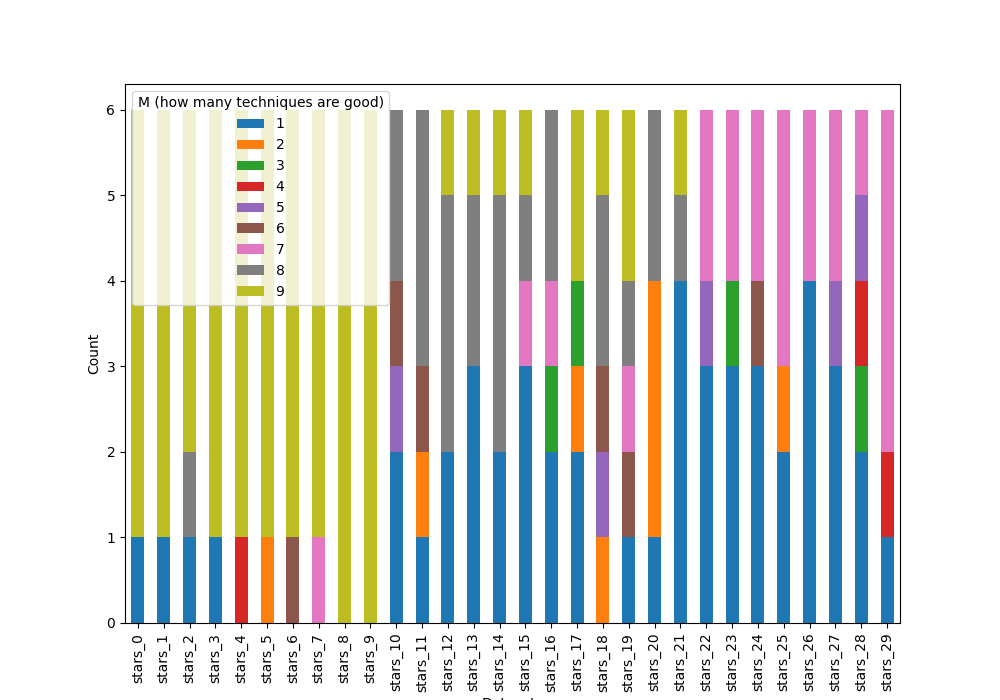 M (how many techniques are good)
1
2
3
4
5
6
7
8
9
6
5
4
3
2
1
0
Count
stars_0
stars_1
stars_2
stars_3
stars_4
stars_5
stars_6
stars_7
stars_8
stars_9
stars_10
stars_11
stars_12
stars_13
stars_14
stars_15
stars_16
stars_17
stars_18
stars_19
stars_20
stars_21
stars_22
stars_23
stars_24
stars_25
stars_26
stars_27
stars_28
stars_29